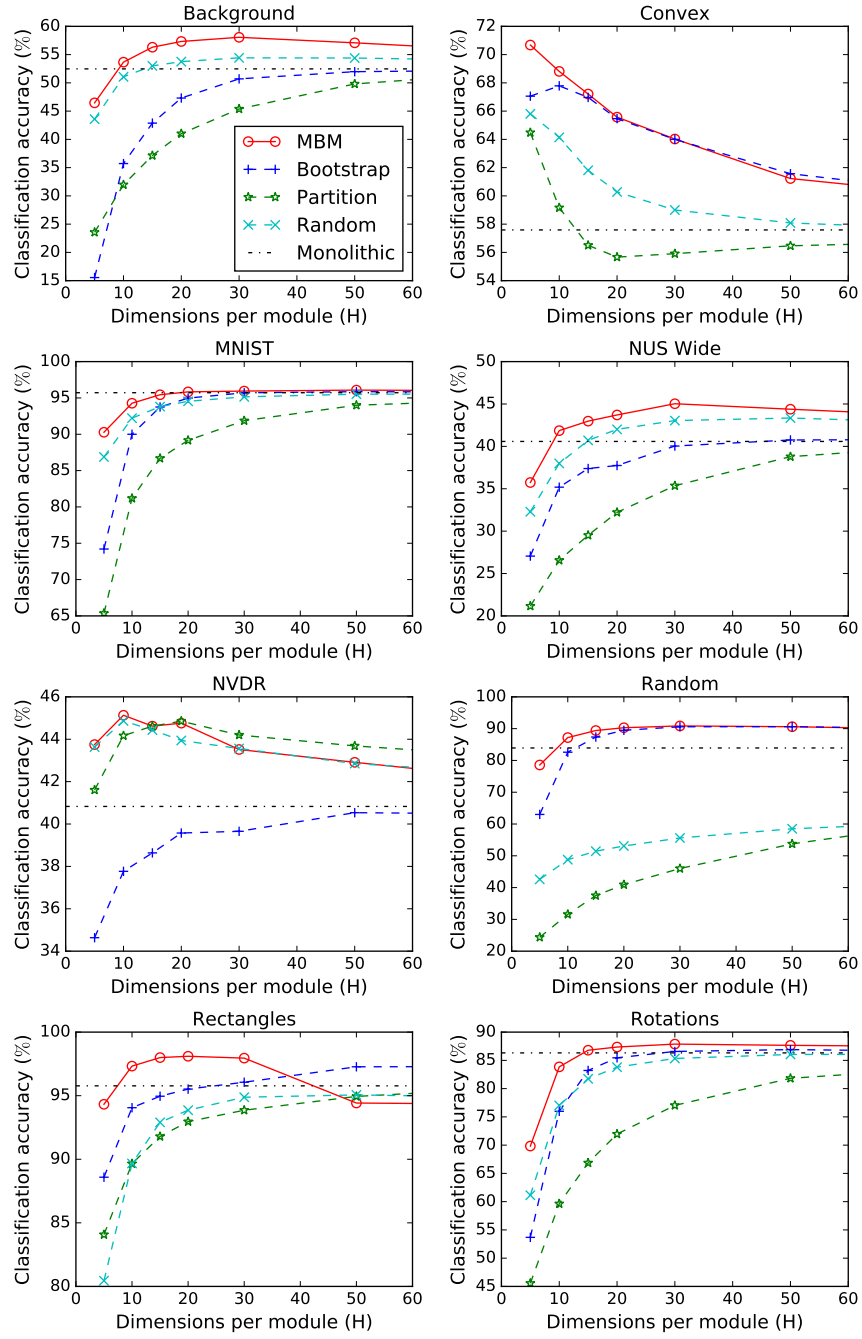 Background
Classification accuracy (%)
60
55
50
45
40
35
30
25
20
15
0 10 20 30 40 50 60
Dimensions per module (H)
MBM
Bootstrap
Partition
Random
Monolithic
Convex
Classification accuracy (%)
72
70
68
66
64
62
60
58
56
54
0 10 20 30 40 50 60
Dimensions per module (H)
MNIST
Classification accuracy (%)
100
95
90
85
80
75
70
65
0 10 20 30 40 50 60
Dimensions per module (H)
NUS Wide
Classification accuracy (%)
50
45
40
35
30
25
20
0 10 20 30 40 50 60
Dimensions per module (H)
NVDR
Classification accuracy (%)
46
44
42
40
38
36
34
0 10 20 30 40 50 60
Dimensions per module (H)
Random
Classification accuracy (%)
100
90
80
70
60
50
40
30
20
0 10 20 30 40 50 60
Dimensions per module (H)
Rectangles
Classification accuracy (%)
100
95
90
85
80
0 10 20 30 40 50 60
Dimensions per module (H)
Rotations
Classification accuracy (%)
90
85
80
75
70
65
60
55
50
45
0 10 20 30 40 50 60
Dimensions per module (H)